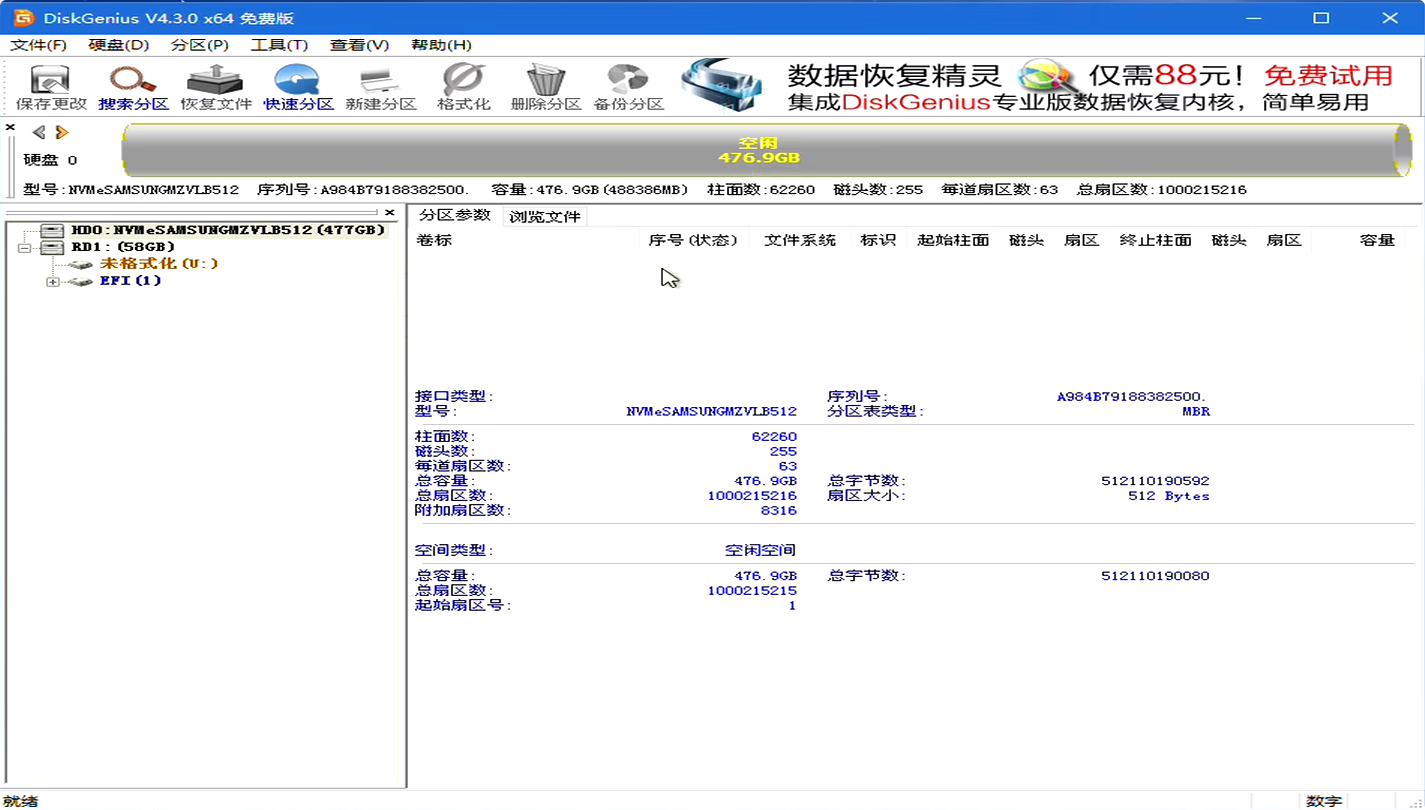 DiskGenius V4.3.0 x64 免费版
文件(F) 硬盘(D) 分区(P) 工具(T) 查看(V) 帮助(H)
保存更改 搜索分区 恢复文件 快速分区 新建分区 格式化 删除分区 备份分区
数据恢复精灵 仅需88元! 免费试用
集成DiskGenius专业版数据恢复内核，简单易用
硬盘 0
空闲
476.9GB
型号:NVMeSAMSUNGMZVLB512 序列号:A984B79188382500. 容量:476.9GB(488386MB) 柱面数:62260 磁头数:255 每道扇区数:63 总扇区数:1000215216
HD0:NVMeSAMSUNGMZVLB512(477GB)
RD1:(58GB)
未格式化(U:)
EFI(1)
分区参数 浏览文件
卷标 序号(状态) 文件系统 标识 起始柱面 磁头 扇区 终止柱面 磁头 扇区 容量
接口类型: 序列号: A984B79188382500.
型号: NVMeSAMSUNGMZVLB512 分区表类型: MBR
柱面数: 62260
磁头数: 255
每道扇区数: 63
总容量: 476.9GB 总字节数: 512110190592
总扇区数: 1000215216 扇区大小: 512 Bytes
附加扇区数: 8316
空间类型: 空闲空间
总容量: 476.9GB 总字节数: 512110190080
总扇区数: 1000215215
起始扇区号: 1
就绪 数字